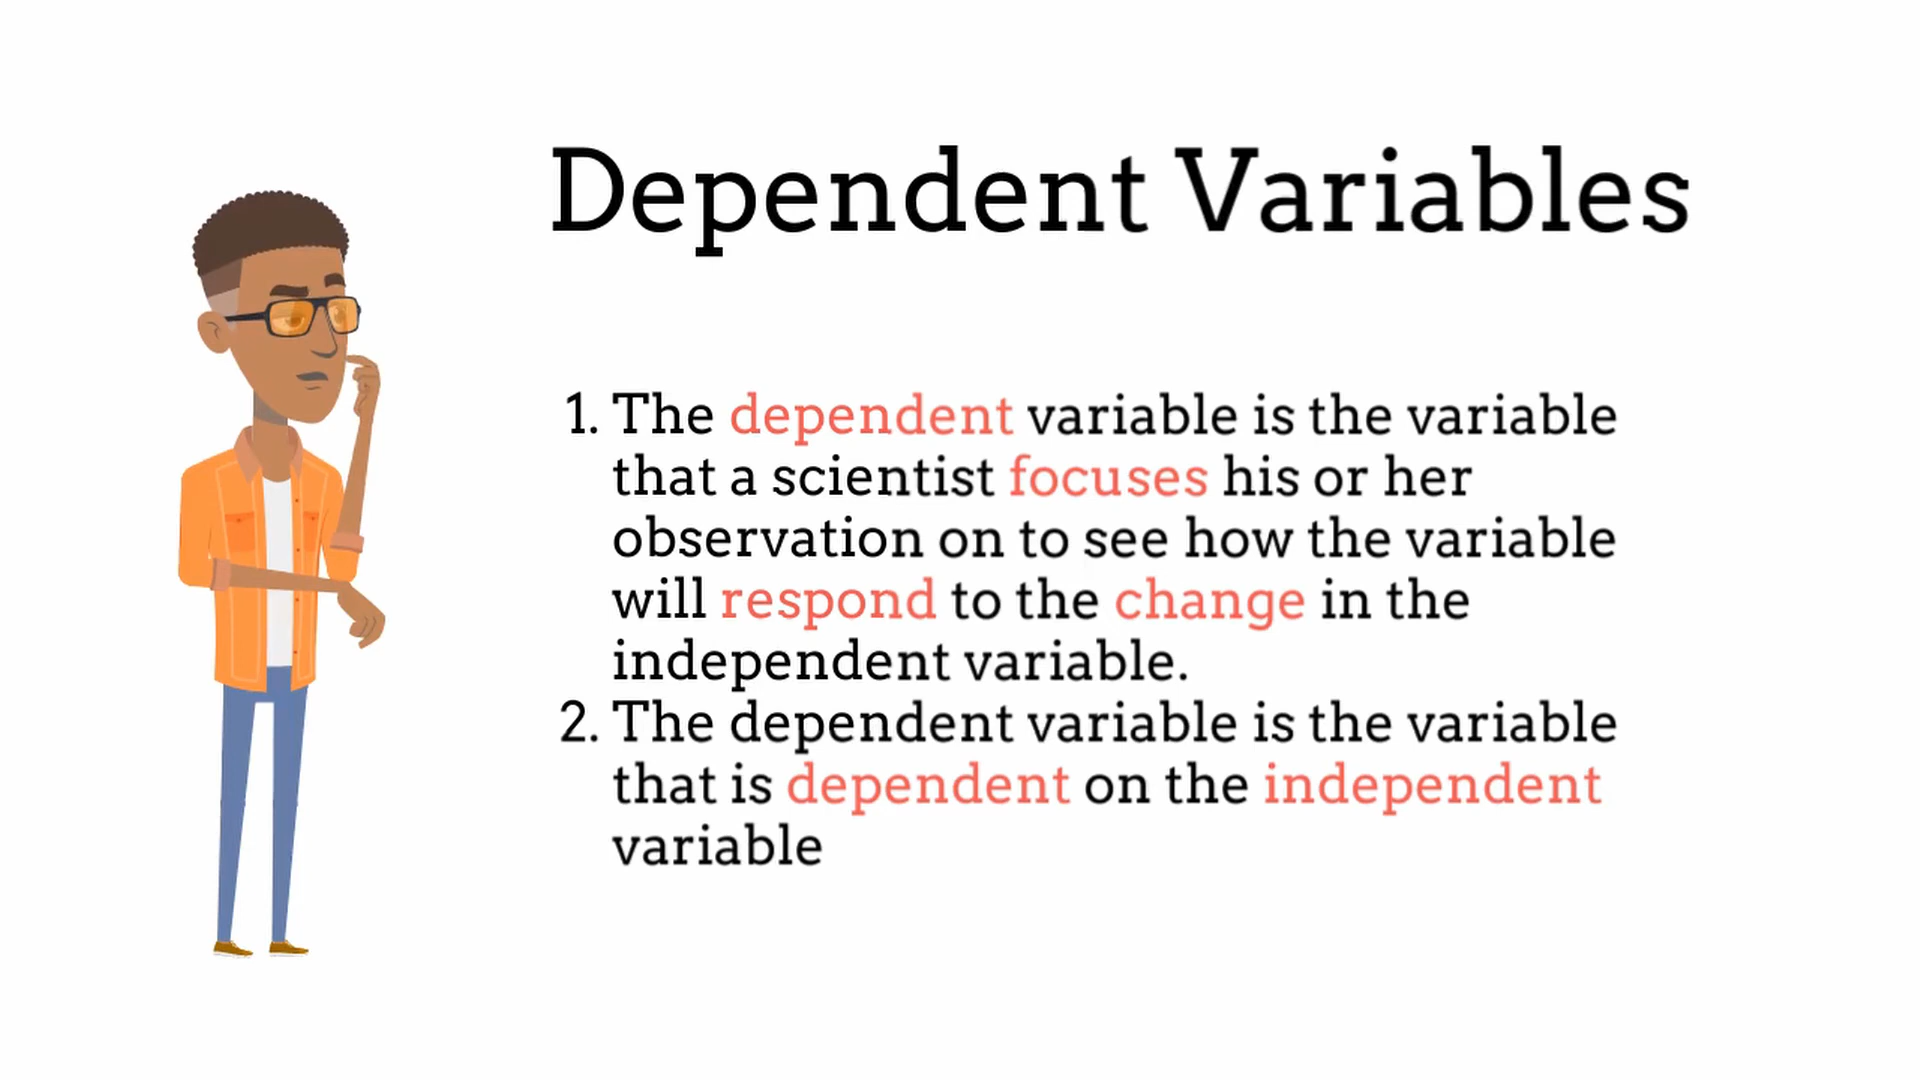 Dependent Variables
1. The dependent variable is the variable
that a scientist focuses his or her
observation on to see how the variable
will respond to the change in the
independent variable.
2. The dependent variable is the variable
that is dependent on the independent
variable